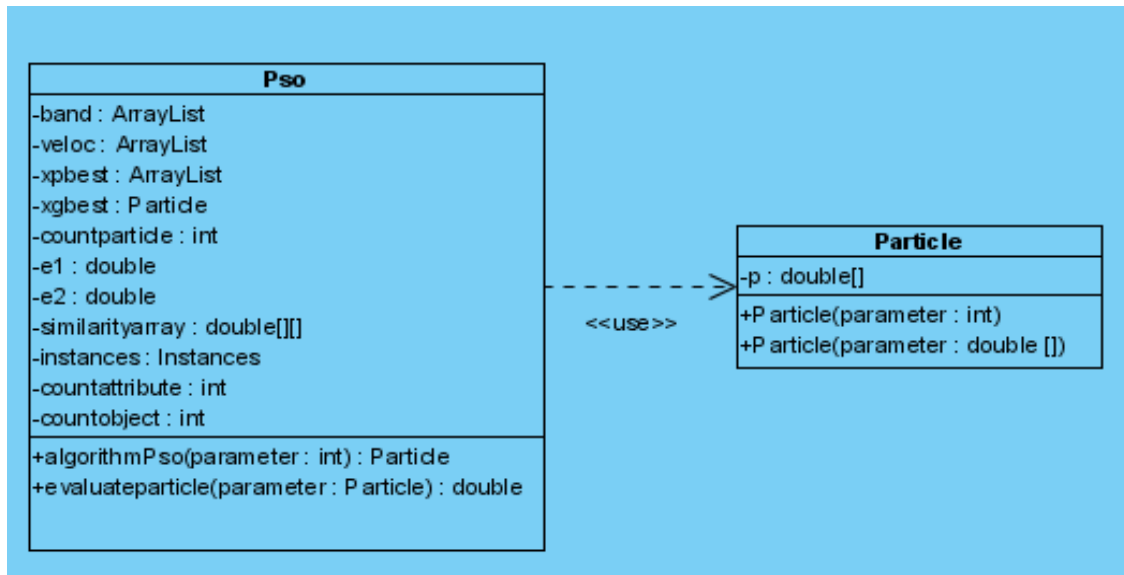 Pso
-band : ArrayList
-veloc : ArrayList
-xpbest : ArrayList
-xgbest : Particle
-countparticle : int
-e1 : double
-e2 : double
-similarityarray : double[][]
-instances : Instances
-countattribute : int
-countobject : int
+algorithmPso(parameter : int) : Particle
+evaluateparticle(parameter : Particle) : double
<<use>>
Particle
-p : double[]
+Particle(parameter : int)
+Particle(parameter : double [])